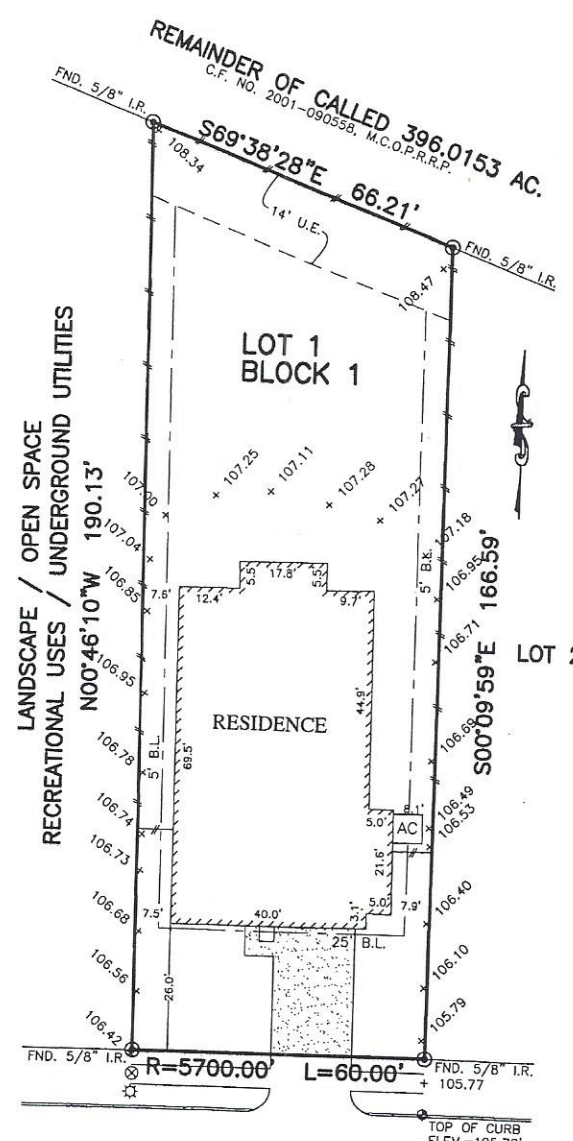 REMAINDER OF CALLED 396.0153 AC.
C.F. NO. 2001-090558, M.C.O.P.R.R.P.
FND. 5/8" I.R.
S69°38'28"E 66.21'
108.34
14' U.E.
FND. 5/8" I.R.
108.47
LOT 1
BLOCK 1
LANDSCAPE / OPEN SPACE
RECREATIONAL USES / UNDERGROUND UTILITIES
N00°46'10"W 190.13'
107.25
107.11
107.28
107.27
107.00
107.18
107.04
106.95
5' B.L.
S00°09'59"E 166.59'
106.85
7.6'
12.4'
5.5'
17.8'
5.5'
9.7'
106.71
LOT 2
106.95
44.9'
RESIDENCE
106.69
69.5'
106.78
5' B.L.
106.74
8.1'
106.49
106.53
5.0'
AC
106.73
21.6'
106.40
106.68
7.5'
40.0'
3.1'
5.0'
7.9'
25' B.L.
106.10
106.56
26.0'
105.79
106.42
FND. 5/8" I.R.
R=5700.00' L=60.00'
FND. 5/8" I.R.
105.77
TOP OF CURB